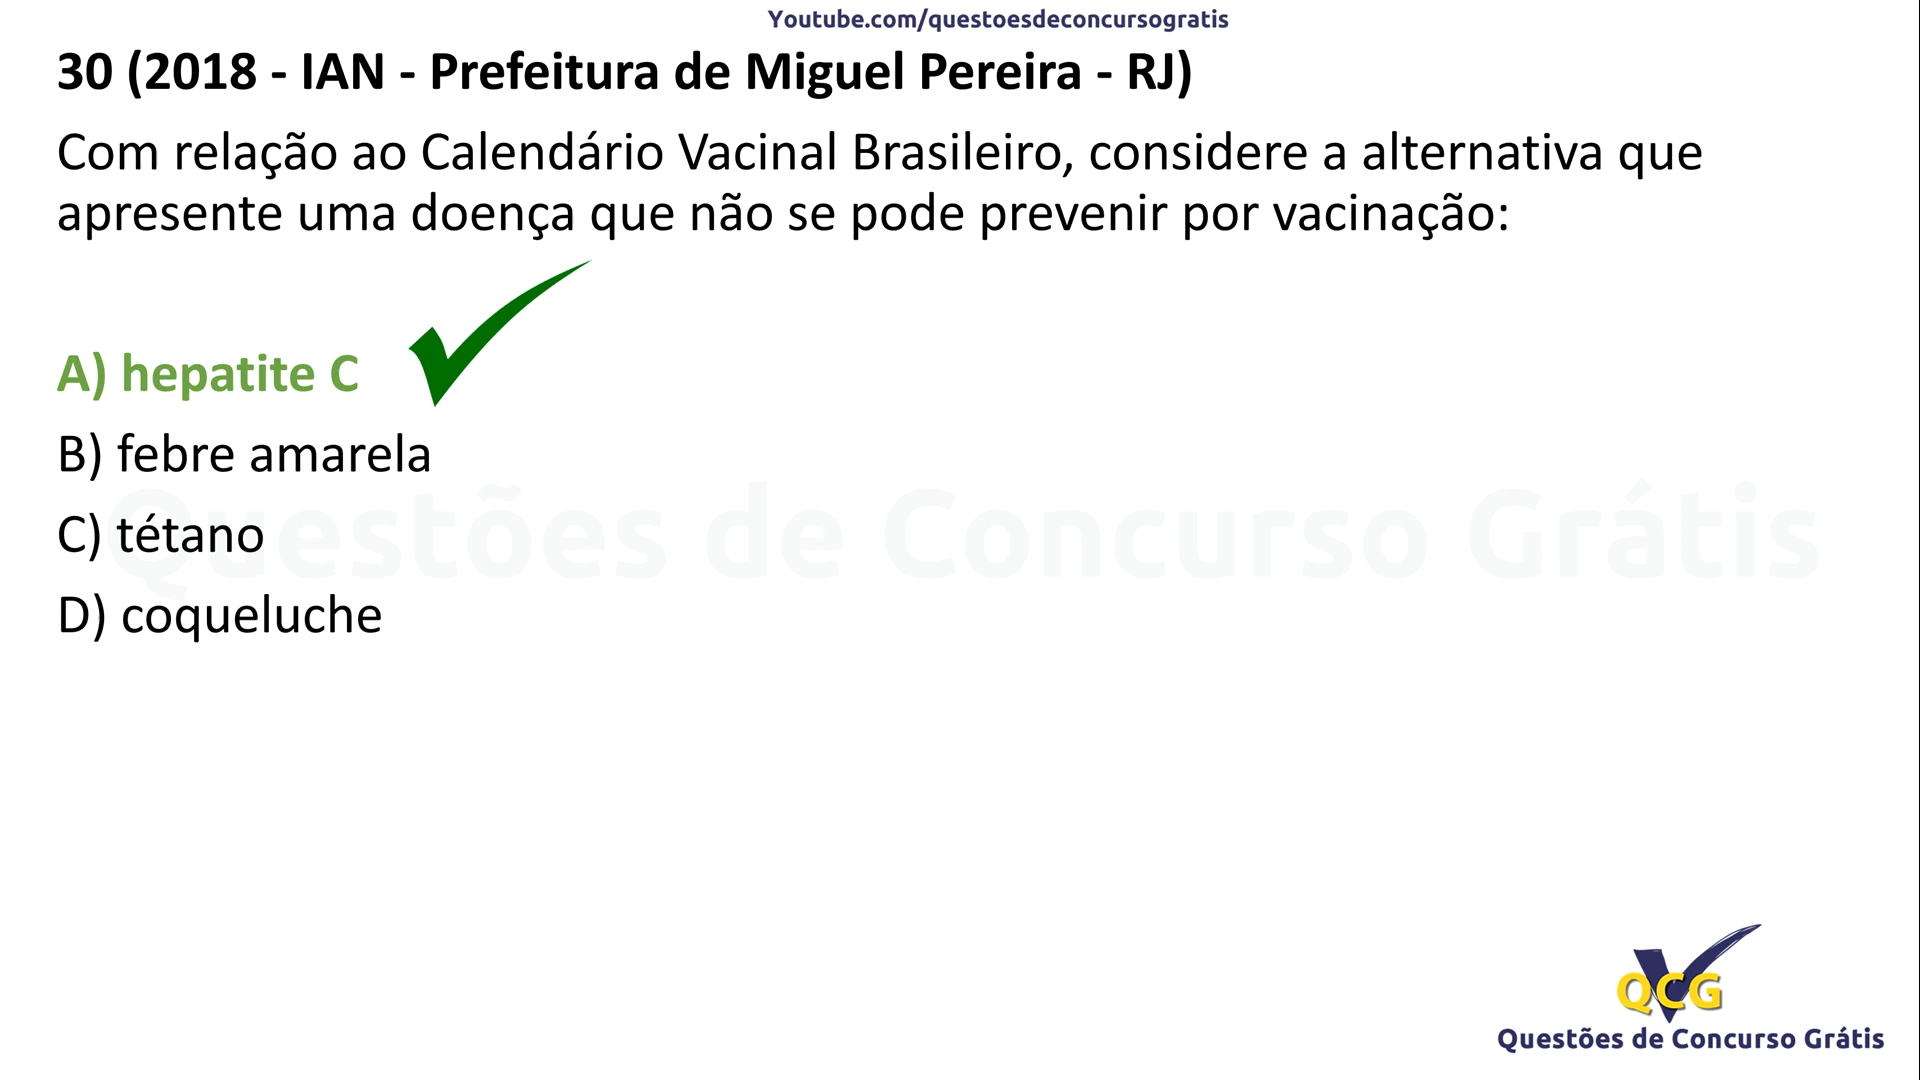 Youtube.com/questoesdeconcursogratis
30 (2018 - IAN - Prefeitura de Miguel Pereira - RJ)
Com relação ao Calendário Vacinal Brasileiro, considere a alternativa que
apresente uma doença que não se pode prevenir por vacinação:
A) hepatite C
B) febre amarela
Questões de Concurso Grátis
C) tétano
D) coqueluche
QCG
Questões de Concurso Grátis